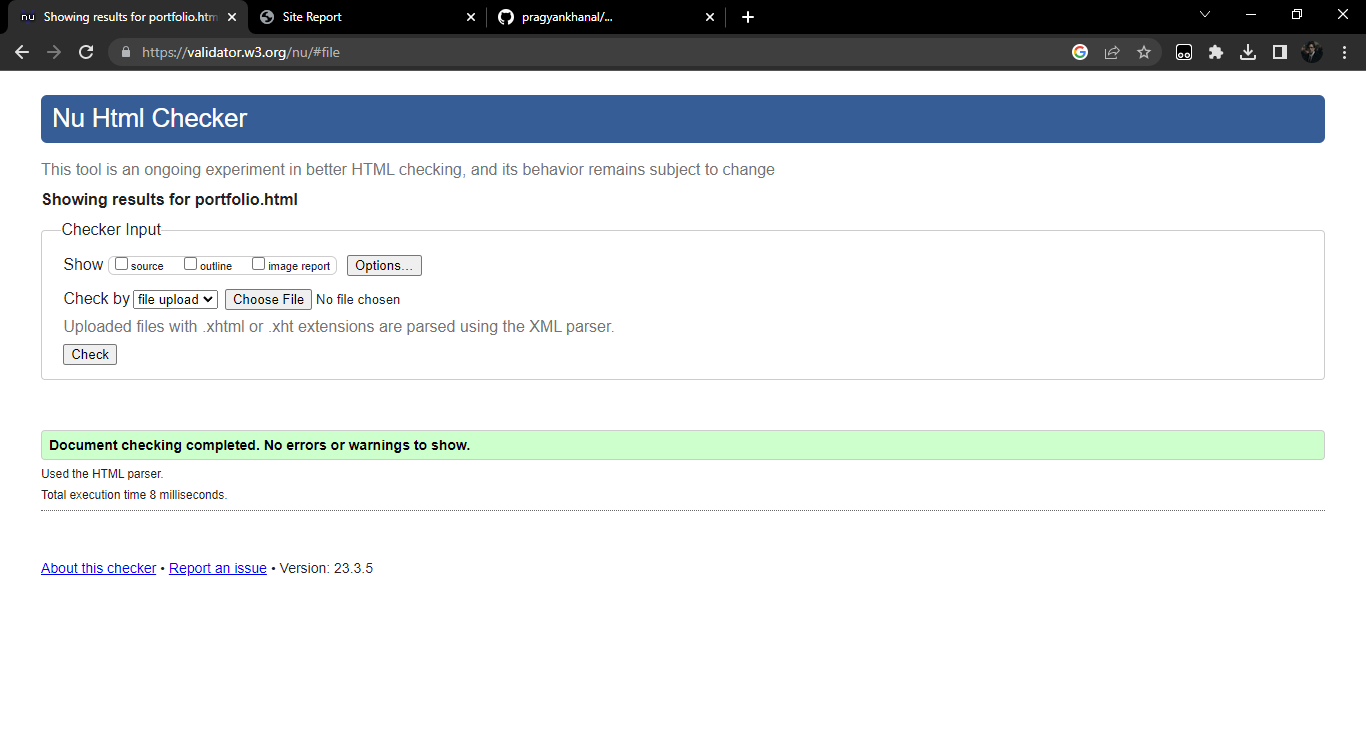 nu Showing results for portfolio.htm
Site Report
pragyankhanal/...
https://validator.w3.org/nu/#file
Nu Html Checker
This tool is an ongoing experiment in better HTML checking, and its behavior remains subject to change
Showing results for portfolio.html
Checker Input
Show source outline image report Options...
Check by file upload Choose File No file chosen
Uploaded files with .xhtml or .xht extensions are parsed using the XML parser.
Check
Document checking completed. No errors or warnings to show.
Used the HTML parser.
Total execution time 8 milliseconds.
About this checker • Report an issue • Version: 23.3.5